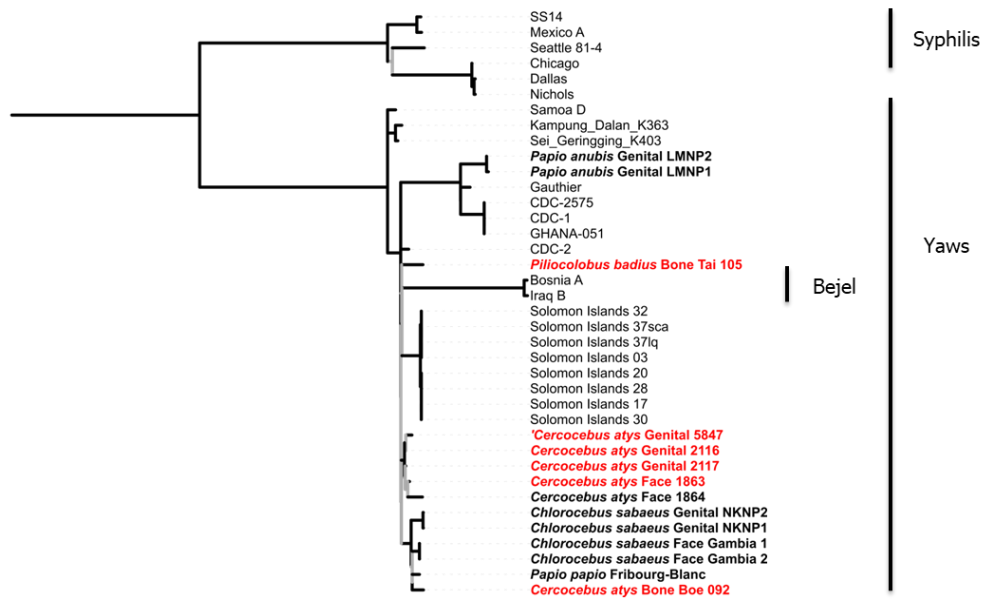 SS14
Mexico A
Seattle 81-4
Chicago
Dallas
Nichols
Syphilis
Samoa D
Kampung_Dalan_K363
Sei_Geringging_K403
Papio anubis Genital LMNP2
Papio anubis Genital LMNP1
Gauthier
CDC-2575
CDC-1
GHANA-051
CDC-2
Piliocolobus badius Bone Tai 105
Bosnia A
Iraq B
Bejel
Solomon Islands 32
Solomon Islands 37sca
Solomon Islands 37lq
Solomon Islands 03
Solomon Islands 20
Solomon Islands 28
Solomon Islands 17
Solomon Islands 30
'Cercocebus atys Genital 5847
Cercocebus atys Genital 2116
Cercocebus atys Genital 2117
Cercocebus atys Face 1863
Cercocebus atys Face 1864
Chlorocebus sabaeus Genital NKNP2
Chlorocebus sabaeus Genital NKNP1
Chlorocebus sabaeus Face Gambia 1
Chlorocebus sabaeus Face Gambia 2
Papio papio Fribourg-Blanc
Cercocebus atys Bone Boe 092
Yaws